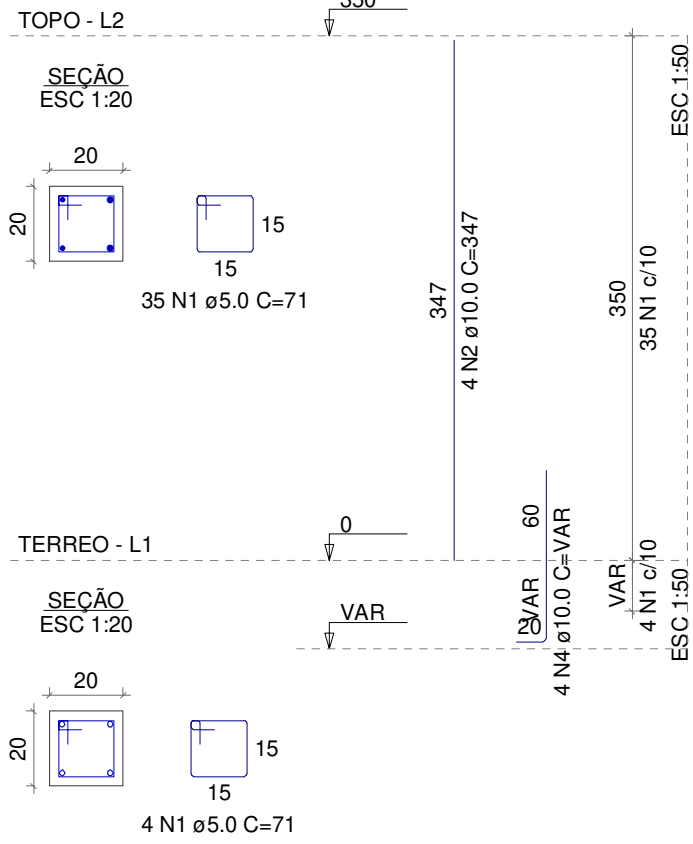 350
TOPO - L2
SEÇÃO
ESC 1:20
20
20
15
15
35 N1 ø5.0 C=71
347
4 N2 ø10.0 C=347
350
35 N1 c/10
ESC 1:50
0
TERREO - L1
SEÇÃO
ESC 1:20
VAR
60
VAR
20
4 N4 ø10.0 C=VAR
VAR
4 N1 c/10
ESC 1:50
20
20
15
15
4 N1 ø5.0 C=71